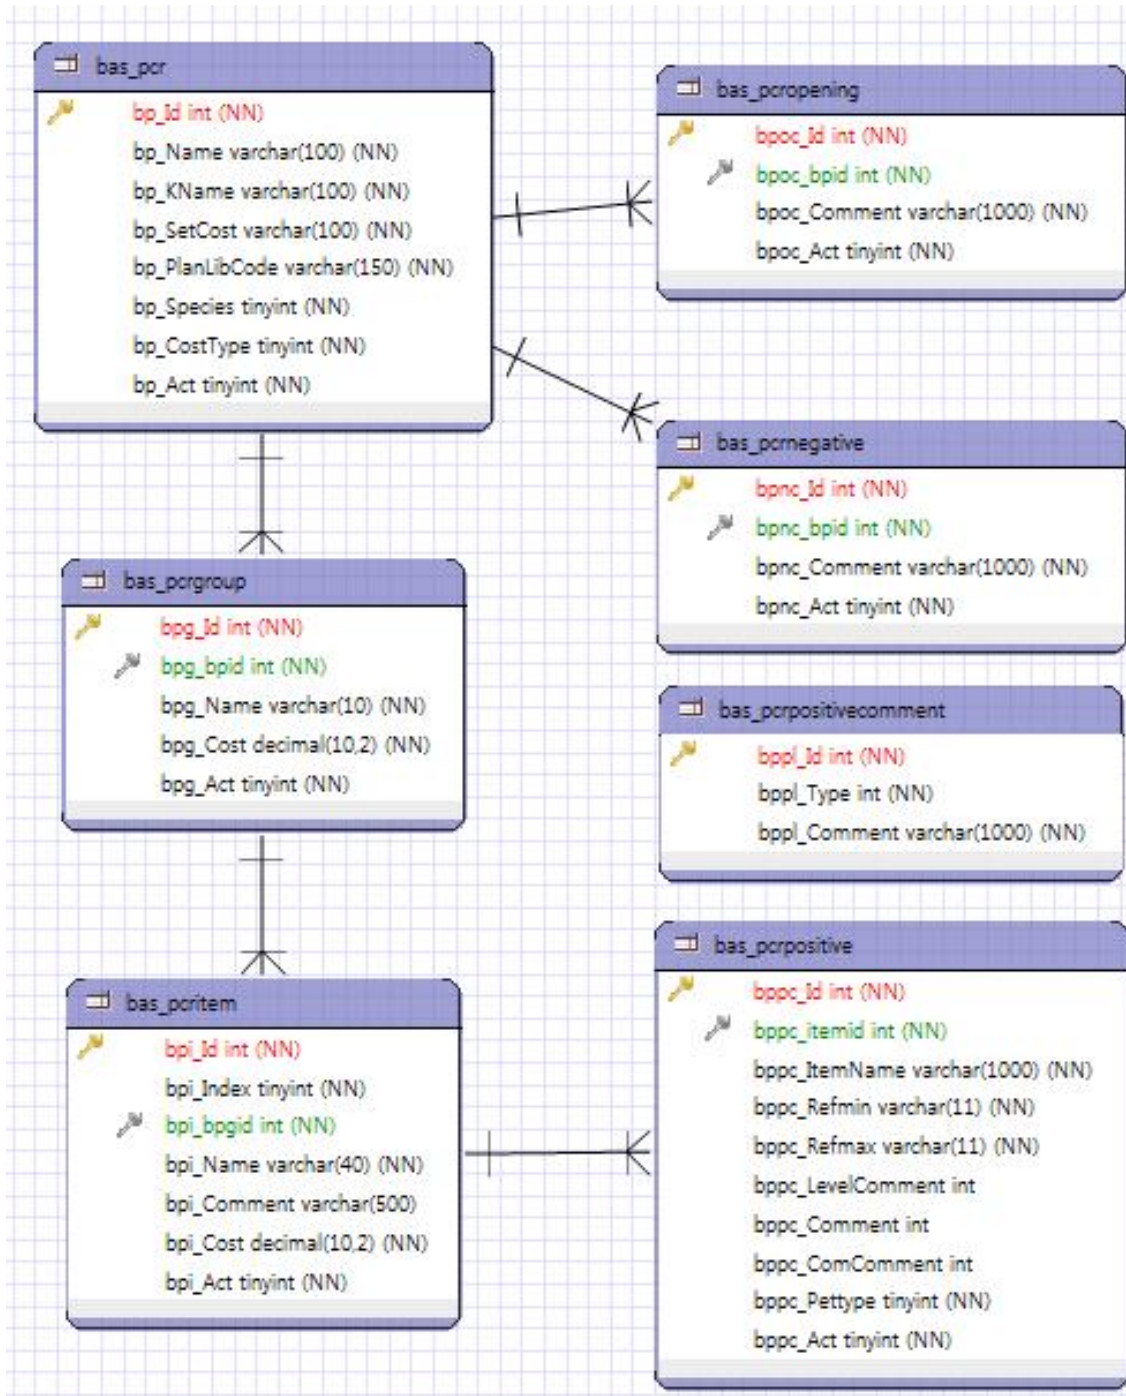 bas_pcr
bp_Id int (NN)
bp_Name varchar(100) (NN)
bp_KName varchar(100) (NN)
bp_SetCost varchar(100) (NN)
bp_PlanLibCode varchar(150) (NN)
bp_Species tinyint (NN)
bp_CostType tinyint (NN)
bp_Act tinyint (NN)
bas_pcropening
bpoc_Id int (NN)
bpoc_bpid int (NN)
bpoc_Comment varchar(1000) (NN)
bpoc_Act tinyint (NN)
bas_pcrnegative
bpnc_Id int (NN)
bpnc_bpid int (NN)
bpnc_Comment varchar(1000) (NN)
bpnc_Act tinyint (NN)
bas_pcrgroup
bpg_Id int (NN)
bpg_bpid int (NN)
bpg_Name varchar(10) (NN)
bpg_Cost decimal(10,2) (NN)
bpg_Act tinyint (NN)
bas_pcrpositivecomment
bppl_Id int (NN)
bppl_Type int (NN)
bppl_Comment varchar(1000) (NN)
bas_pcritem
bpi_Id int (NN)
bpi_Index tinyint (NN)
bpi_bpgid int (NN)
bpi_Name varchar(40) (NN)
bpi_Comment varchar(500)
bpi_Cost decimal(10,2) (NN)
bpi_Act tinyint (NN)
bas_pcrpositive
bppc_Id int (NN)
bppc_itemid int (NN)
bppc_ItemName varchar(1000) (NN)
bppc_Refmin varchar(11) (NN)
bppc_Refmax varchar(11) (NN)
bppc_LevelComment int
bppc_Comment int
bppc_ComComment int
bppc_Pettype tinyint (NN)
bppc_Act tinyint (NN)